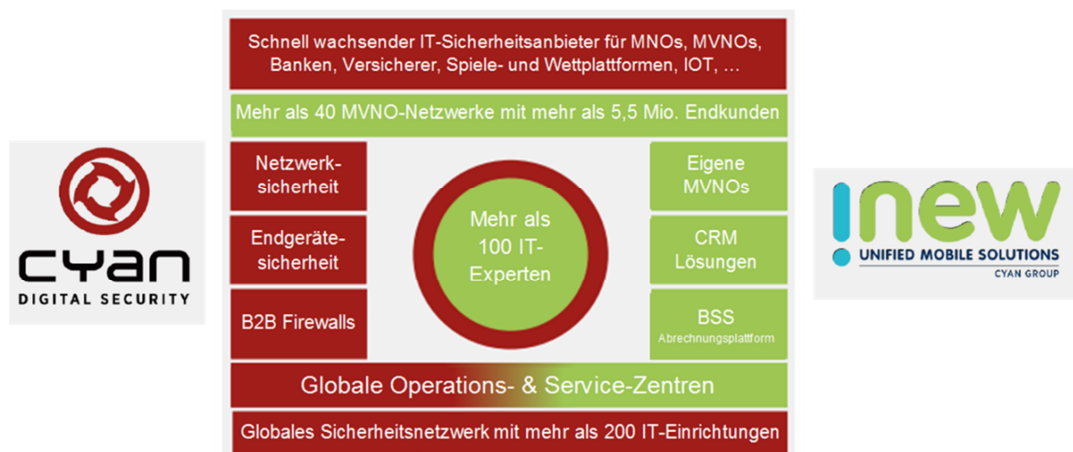 Schnell wachsender IT-Sicherheitsanbieter für MNOs, MVNOs,
Banken, Versicherer, Spiele- und Wettplattformen, IOT, ...
Mehr als 40 MVNO-Netzwerke mit mehr als 5,5 Mio. Endkunden
cyan
DIGITAL SECURITY
Netzwerk-
sicherheit
Endgeräte-
sicherheit
B2B Firewalls
Mehr als
100 IT-
Experten
Eigene
MVNOs
CRM
Lösungen
BSS
Abrechnungsplattform
!new
UNIFIED MOBILE SOLUTIONS
CYAN GROUP
Globale Operations- & Service-Zentren
Globales Sicherheitsnetzwerk mit mehr als 200 IT-Einrichtungen